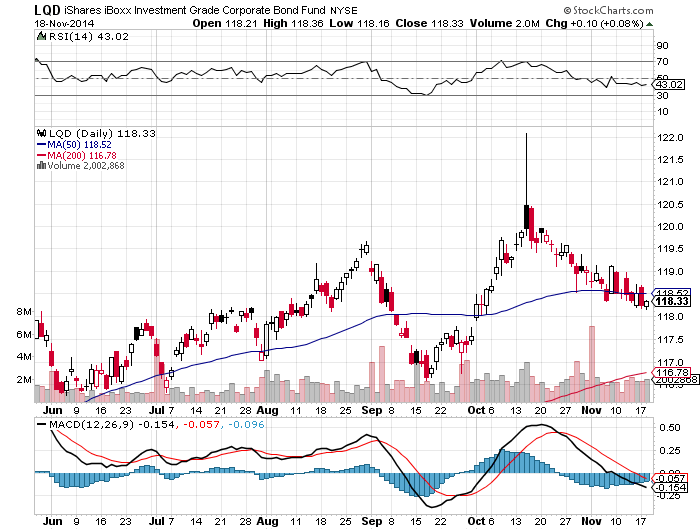 LQD iShares iBoxx Investment Grade Corporate Bond Fund NYSE
© StockCharts.com
18-Nov-2014 Open 118.21 High 118.36 Low 118.16 Close 118.33 Volume 2.0M Chg +0.10 (+0.08%)
RSI(14) 43.02
90
70
50
43.02
30
10
LQD (Daily) 118.33
MA(50) 118.52
MA(200) 116.78
Volume 2,002,868
122.0
121.5
121.0
120.5
120.0
119.5
119.0
118.52
118.33
118.0
117.5
117.0
116.78
2002868
8M
6M
4M
2M
Jun 9 16 23 Jul 7 14 21 28 Aug 11 18 25 Sep 8 15 22 Oct 6 13 20 27 Nov 10 17
MACD(12,26,9) -0.154, -0.057, -0.096
0.50
0.25
0.00
-0.057
-0.154
-0.25
Jun 9 16 23 Jul 7 14 21 28 Aug 11 18 25 Sep 8 15 22 Oct 6 13 20 27 Nov 10 17